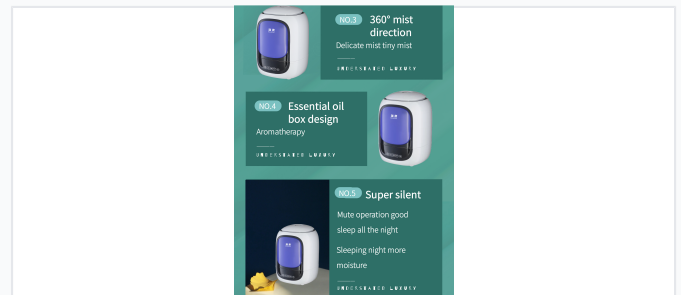 NO.3
360° mist
direction
Delicate mist tiny mist
UNDERSTATED LUXURY
NO.4
Essential oil
box design
Aromatherapy
UNDERSTATED LUXURY
NO.5
Super silent
Mute operation good
sleep all the night
Sleeping night more
moisture
UNDERSTATED LUXURY